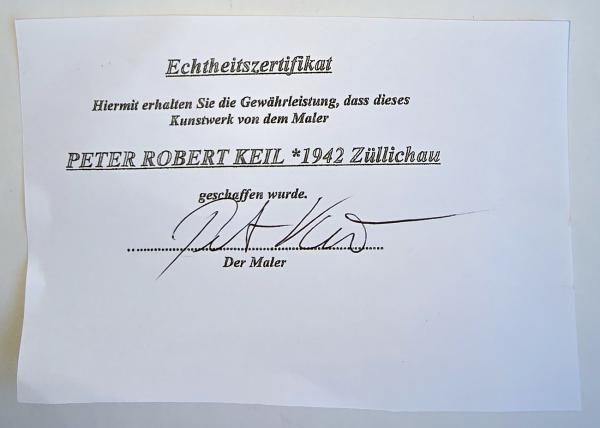 Echtheitszertifikat
Hiermit erhalten Sie die Gewährleistung, dass dieses
Kunstwerk von dem Maler
PETER ROBERT KEIL *1942 Züllichau
geschaffen wurde.
Der Maler